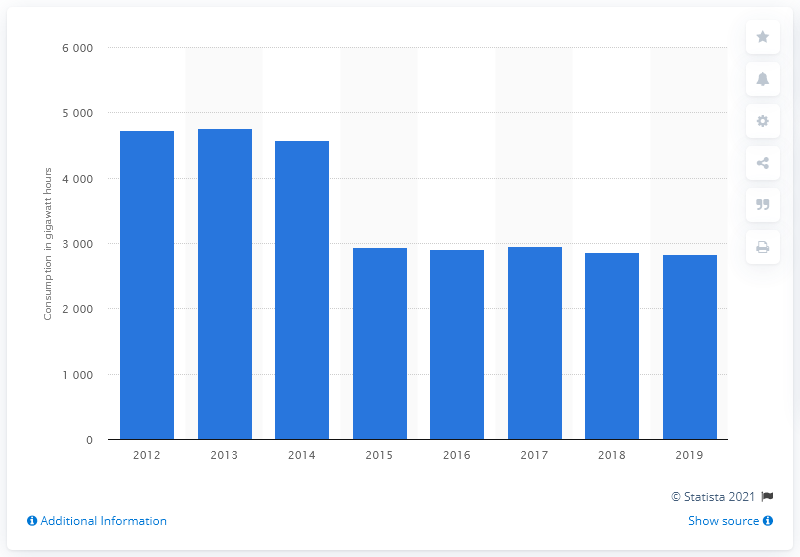 6 000
5 000
4 000
3 000
2 000
1 000
0
Consumption in gigawatt hours
2012 2013 2014 2015 2016 2017 2018 2019
© Statista 2021
Additional Information
Show source